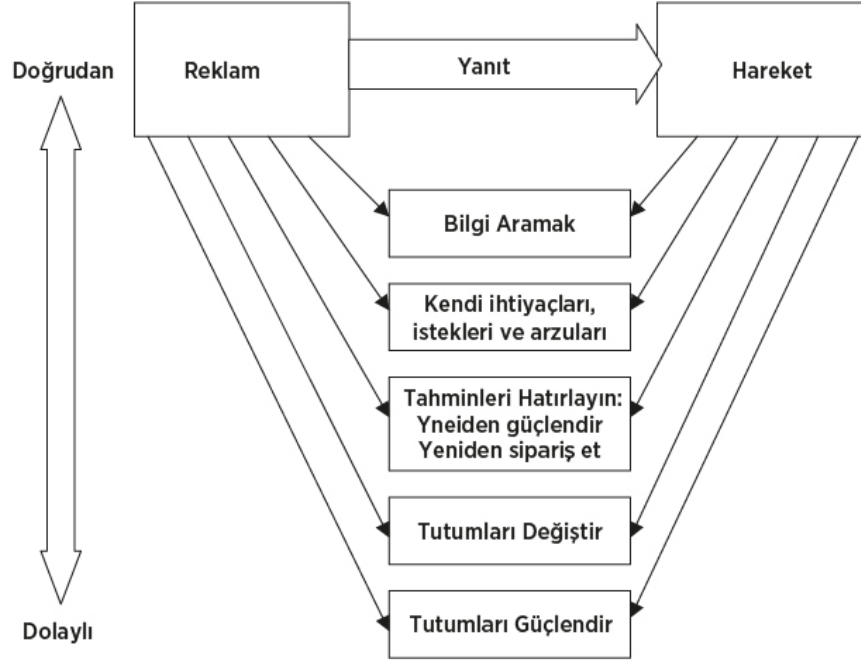 Doğrudan
Reklam
Yanıt
Hareket
Bilgi Aramak
Kendi ihtiyaçları,
istekleri ve arzuları
Tahminleri Hatırlayın:
Yneiden güçlendir
Yeniden sipariş et
Tutumları Değiştir
Tutumları Güçlendir
Dolaylı